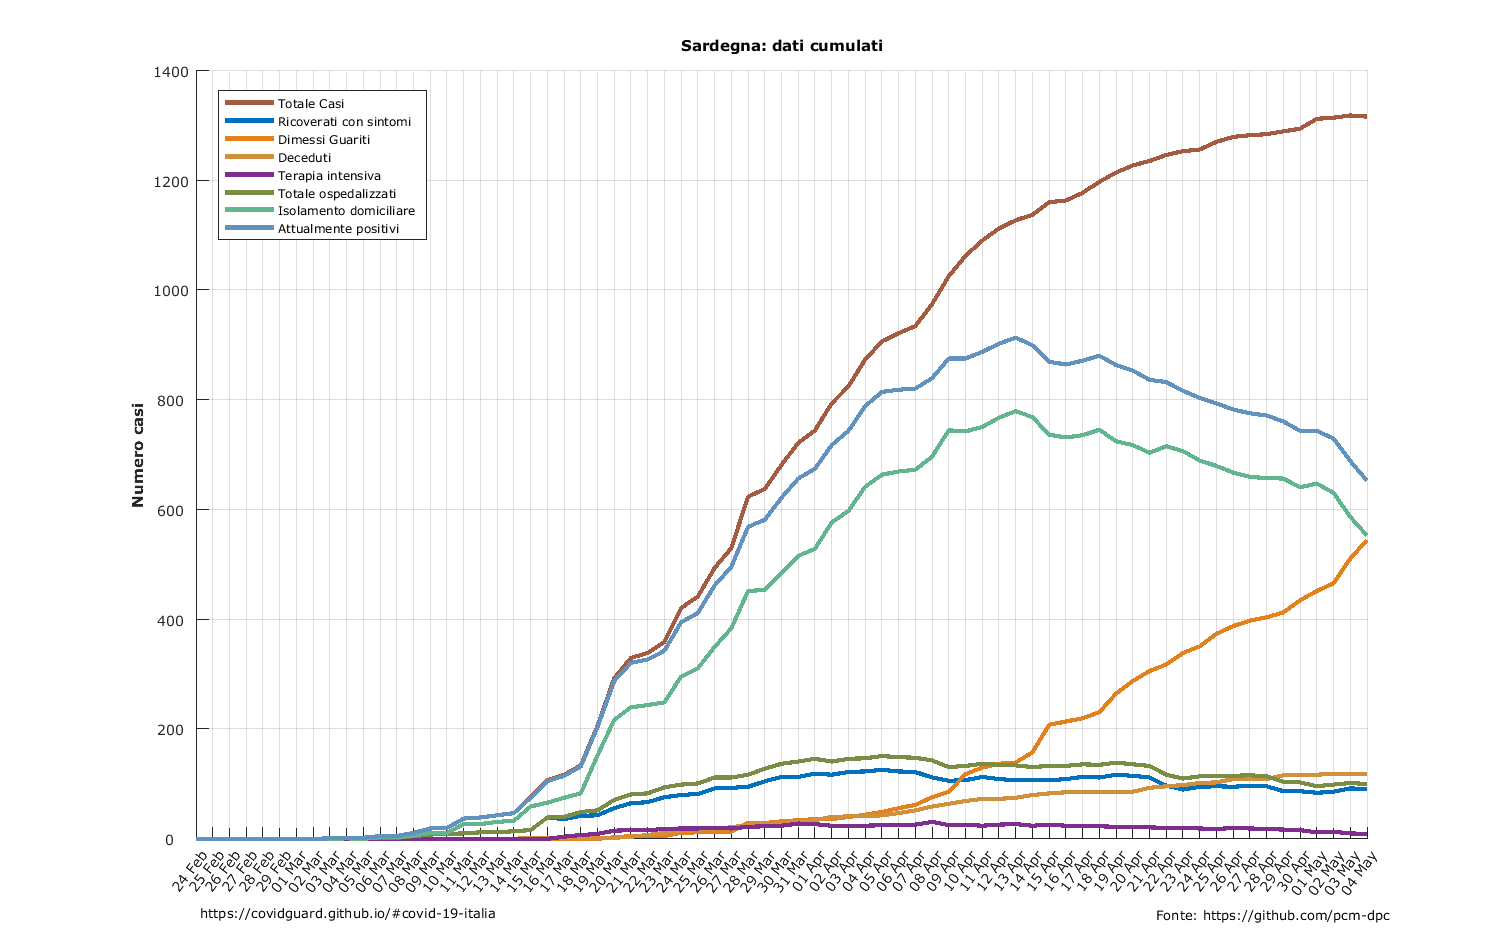 Sardegna: dati cumulati
Numero casi
1400
1200
1000
800
600
400
200
0
Totale Casi
Ricoverati con sintomi
Dimessi Guariti
Deceduti
Terapia intensiva
Totale ospedalizzati
Isolamento domiciliare
Attualmente positivi
24 Feb
25 Feb
26 Feb
27 Feb
28 Feb
29 Feb
01 Mar
02 Mar
03 Mar
04 Mar
05 Mar
06 Mar
07 Mar
08 Mar
09 Mar
10 Mar
11 Mar
12 Mar
13 Mar
14 Mar
15 Mar
16 Mar
17 Mar
18 Mar
19 Mar
20 Mar
21 Mar
22 Mar
23 Mar
24 Mar
25 Mar
26 Mar
27 Mar
28 Mar
29 Mar
30 Mar
31 Mar
01 Apr
02 Apr
03 Apr
04 Apr
05 Apr
06 Apr
07 Apr
08 Apr
09 Apr
10 Apr
11 Apr
12 Apr
13 Apr
14 Apr
15 Apr
16 Apr
17 Apr
18 Apr
19 Apr
20 Apr
21 Apr
22 Apr
23 Apr
24 Apr
25 Apr
26 Apr
27 Apr
28 Apr
29 Apr
30 Apr
01 May
02 May
03 May
04 May
https://covidguard.github.io/#covid-19-italia
Fonte: https://github.com/pcm-dpc